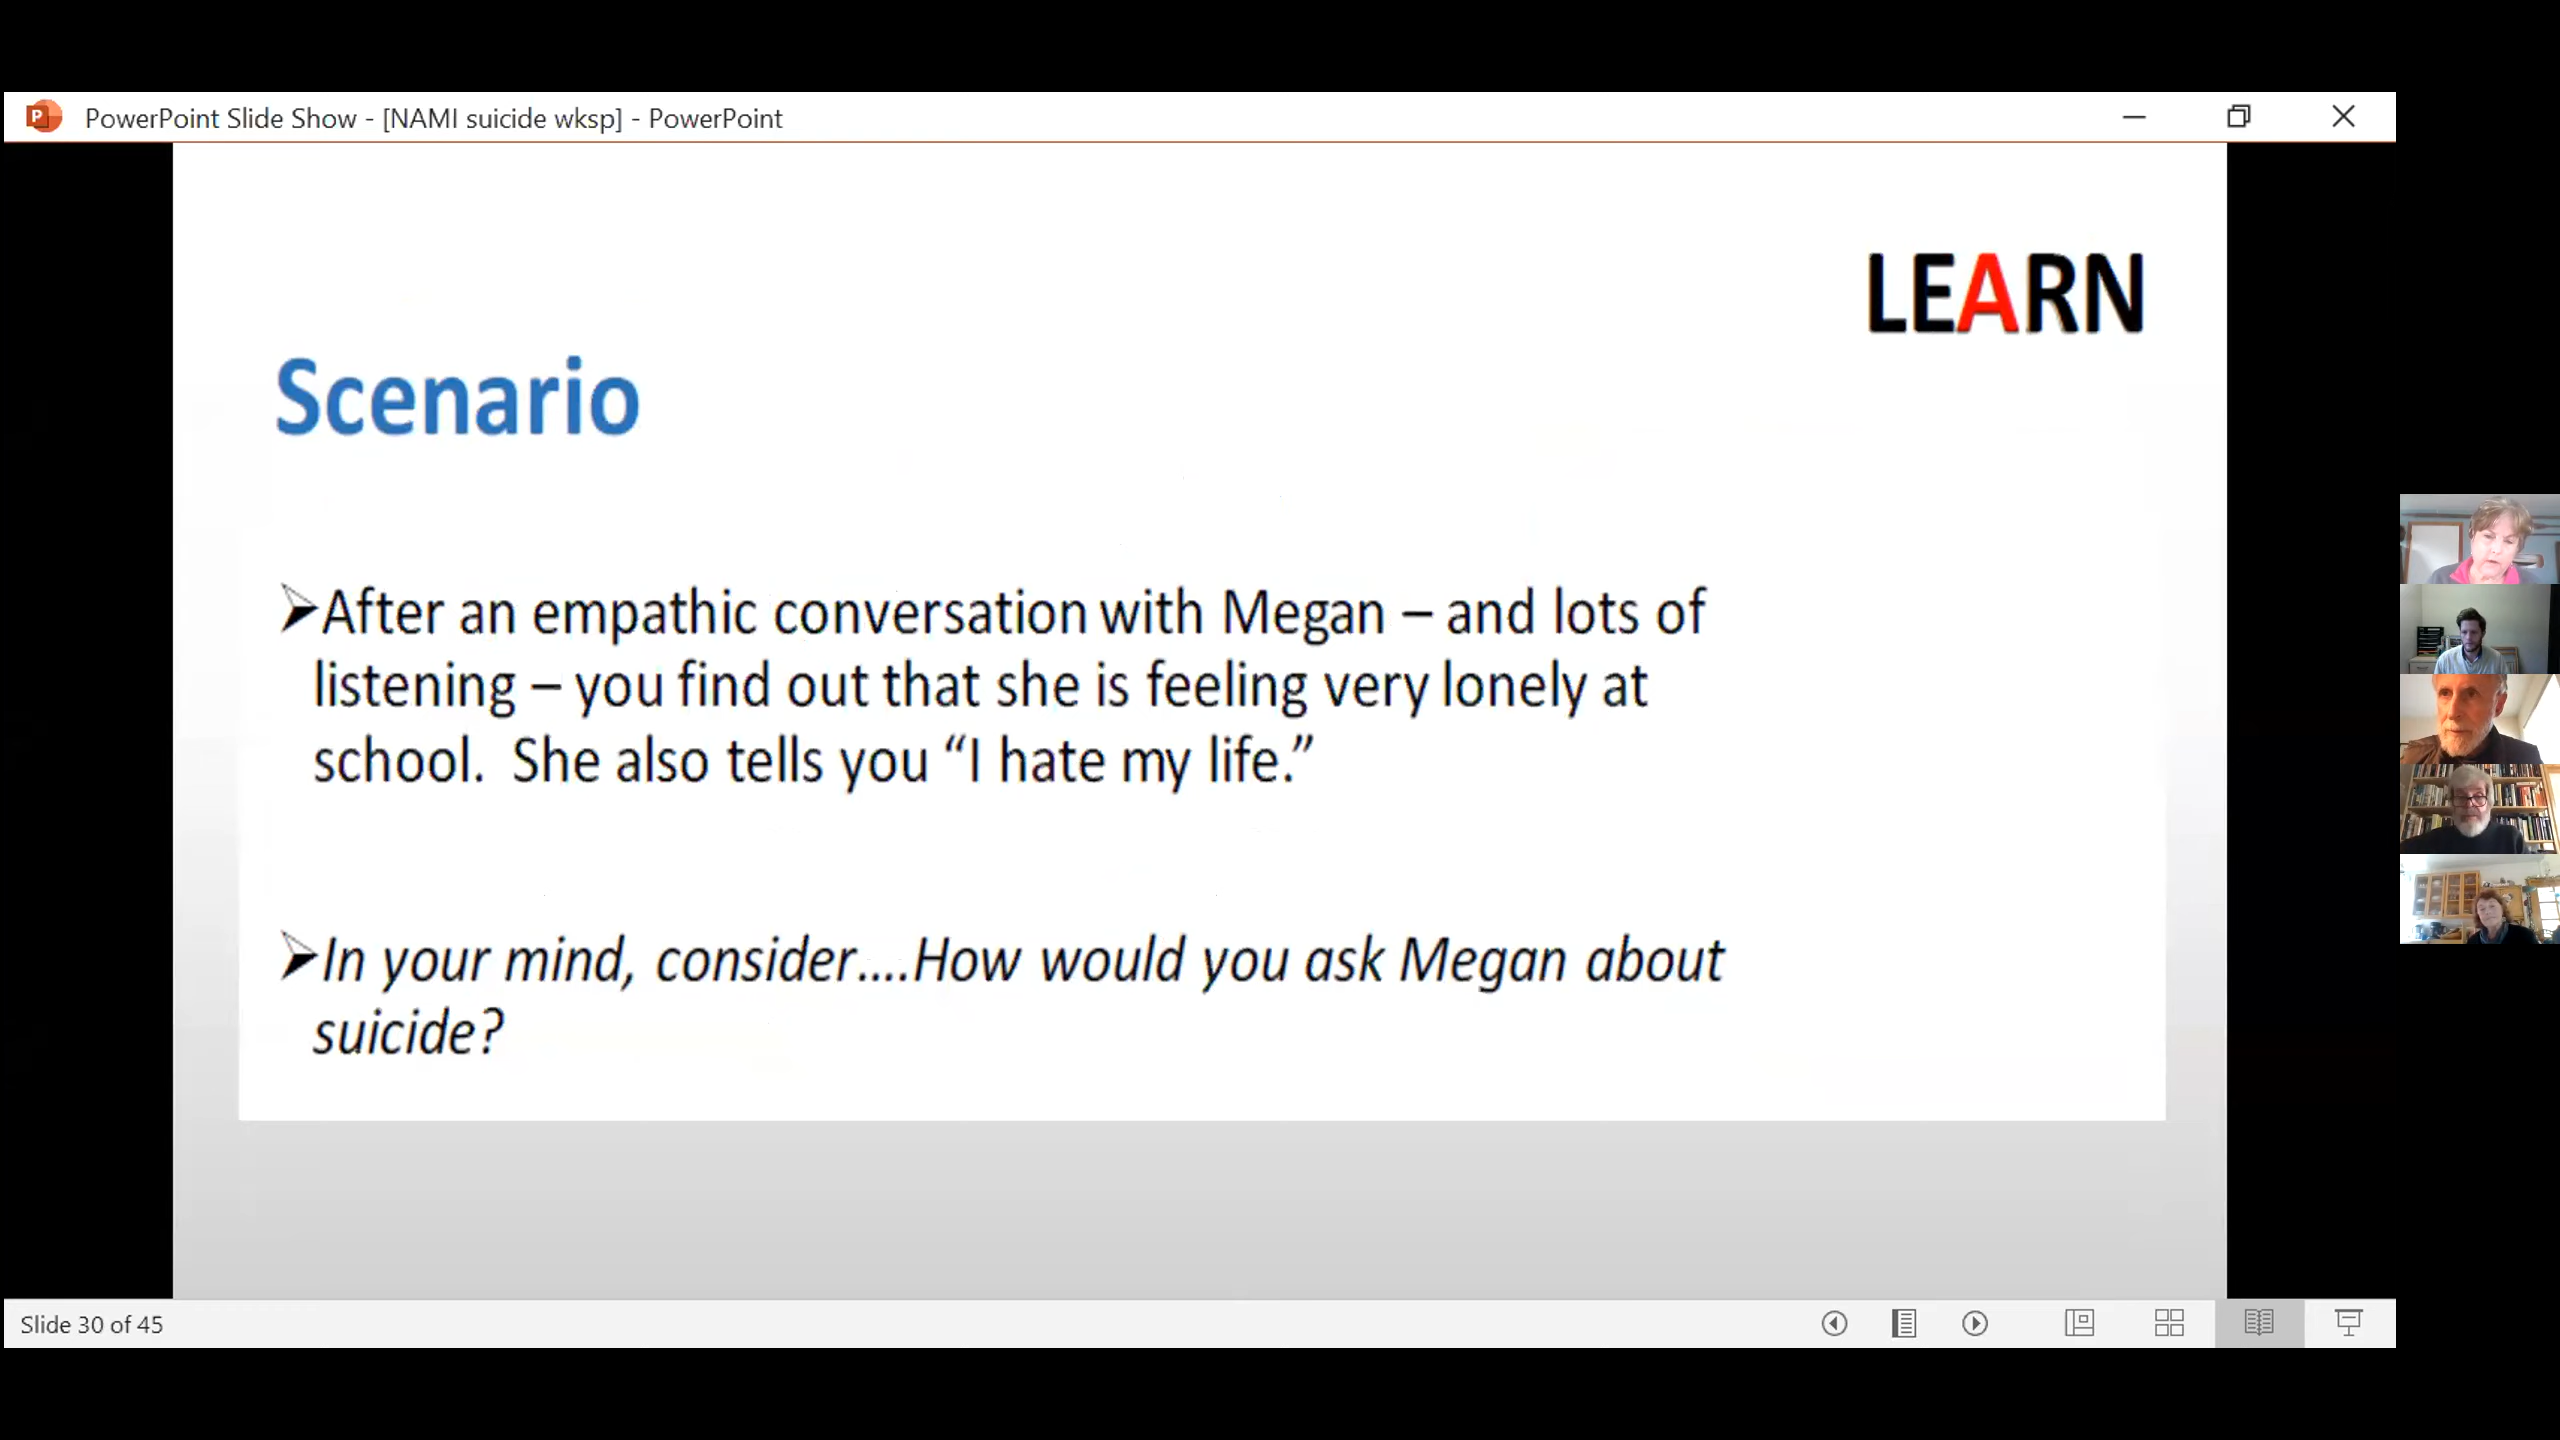 PowerPoint Slide Show - [NAMI suicide wksp] - PowerPoint
LEARN
Scenario
➢After an empathic conversation with Megan – and lots of
listening – you find out that she is feeling very lonely at
school.  She also tells you “I hate my life.”
➢In your mind, consider....How would you ask Megan about
suicide?
Slide 30 of 45